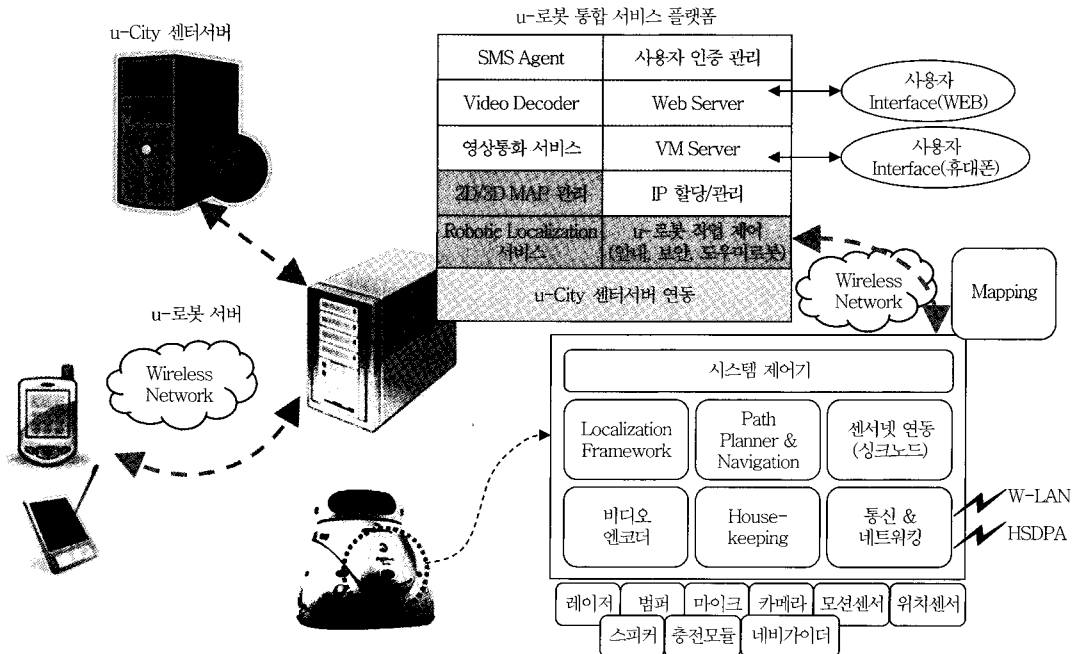 u-로봇 통합 서비스 플랫폼
u-City 센터서버
SMS Agent
사용자 인증 관리
Video Decoder
Web Server
사용자
Interface(WEB)
영상통화 서비스
VM Server
사용자
Interface(휴대폰)
2D/3D MAP 관리
IP 할당/관리
Robotic Localization
서비스
u-로봇 작업 제어
(안내, 보안, 도우미로봇)
u-City 센터서버 연동
Wireless
Network
Mapping
u-로봇 서버
Wireless
Network
시스템 제어기
Localization
Framework
Path
Planner &
Navigation
센서넷 연동
(싱크노드)
비디오
엔코더
House-
keeping
통신 &
네트워킹
W-LAN
HSDPA
레이저
범퍼
마이크
카메라
모션센서
위치센서
스피커
충전모듈
네비가이더